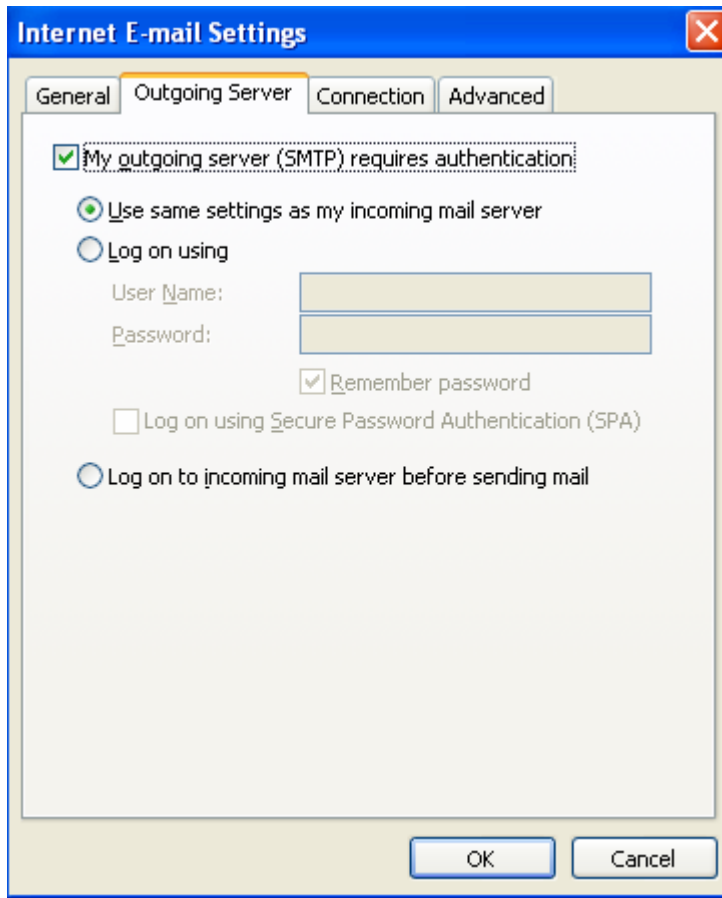 Internet E-mail Settings
General Outgoing Server Connection Advanced
My outgoing server (SMTP) requires authentication
Use same settings as my incoming mail server
Log on using
User Name:
Password:
Remember password
Log on using Secure Password Authentication (SPA)
Log on to incoming mail server before sending mail
OK Cancel